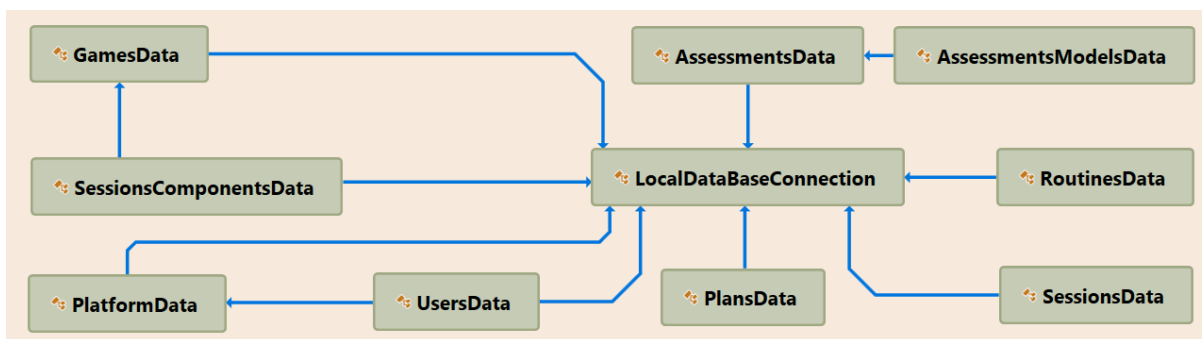 GamesData
AssessmentsData
AssessmentsModelsData
SessionsComponentsData
LocalDataBaseConnection
RoutinesData
PlatformData
UsersData
PlansData
SessionsData